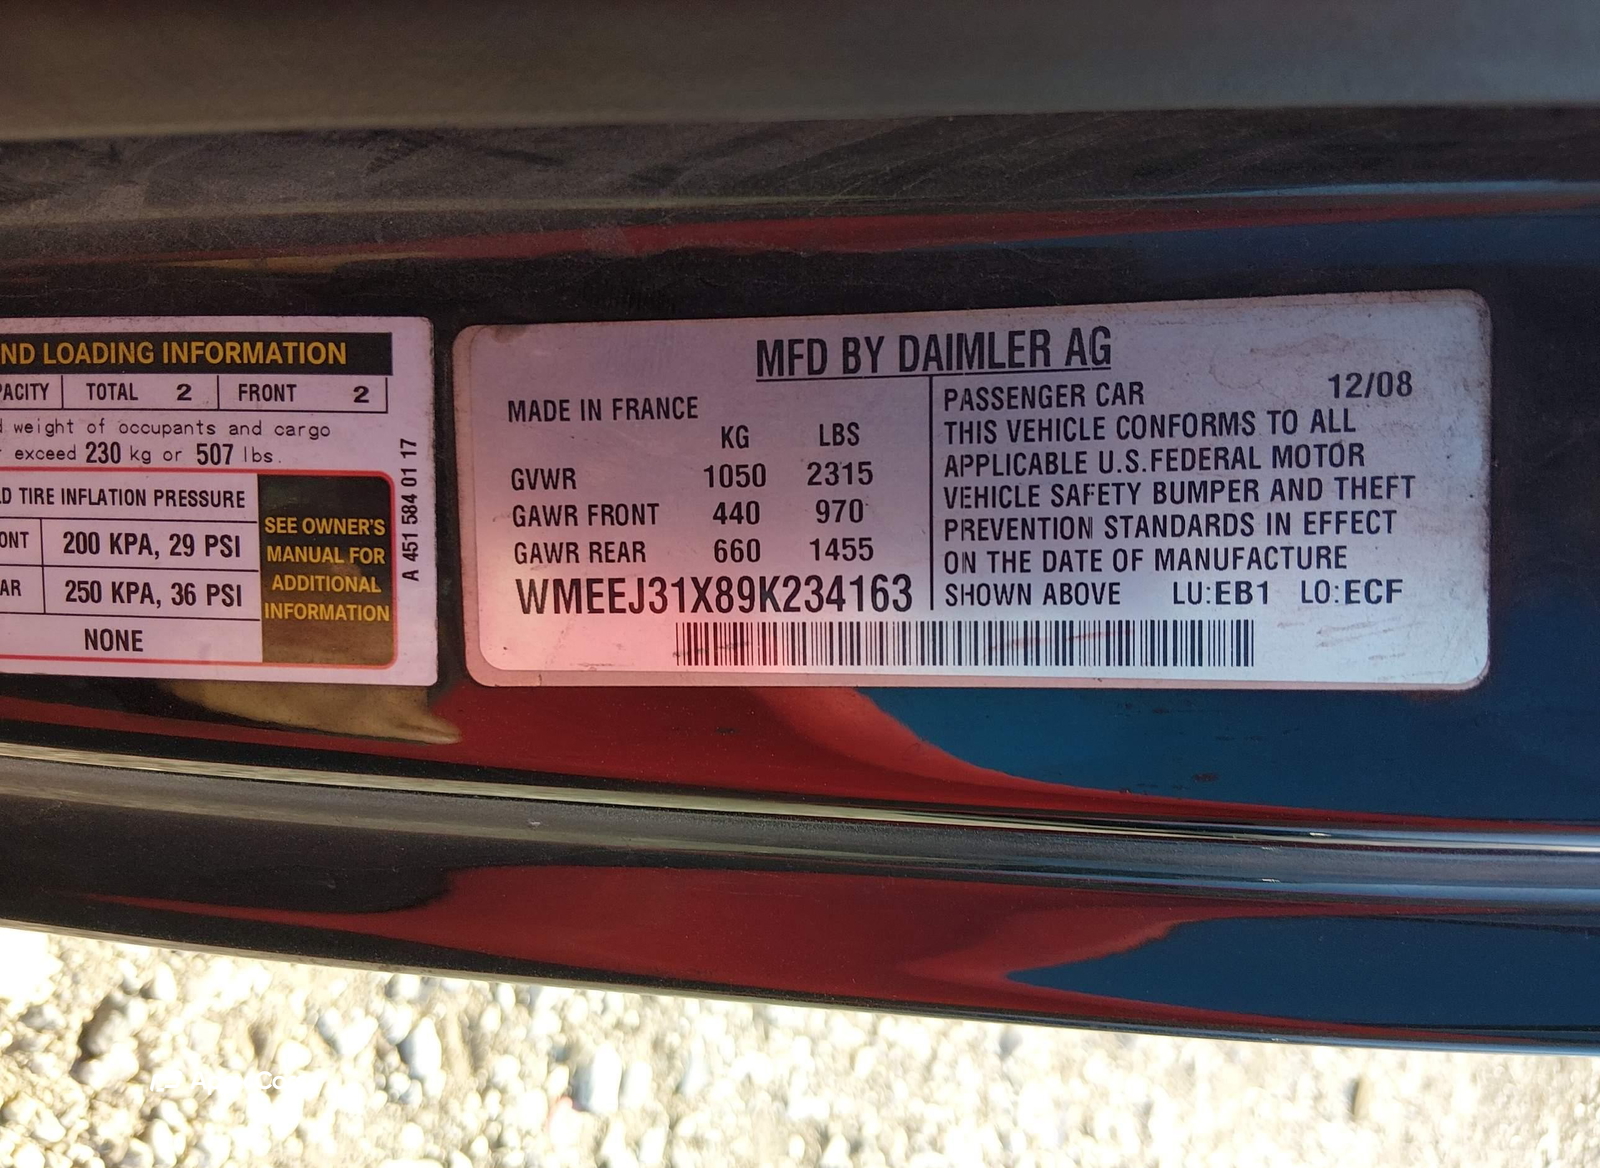 ND LOADING INFORMATION
PACITY TOTAL 2 FRONT 2
weight of occupants and cargo
exceed 230 kg or 507 lbs.
D TIRE INFLATION PRESSURE
ONT 200 KPA, 29 PSI
AR 250 KPA, 36 PSI
NONE
SEE OWNER'S
MANUAL FOR
ADDITIONAL
INFORMATION
A 451 584 01 17
MFD BY DAIMLER AG
MADE IN FRANCE
KG LBS
GVWR 1050 2315
GAWR FRONT 440 970
GAWR REAR 660 1455
WMEEJ31X89K234163
PASSENGER CAR 12/08
THIS VEHICLE CONFORMS TO ALL
APPLICABLE U.S.FEDERAL MOTOR
VEHICLE SAFETY BUMPER AND THEFT
PREVENTION STANDARDS IN EFFECT
ON THE DATE OF MANUFACTURE
SHOWN ABOVE LU:EB1 LO:ECF